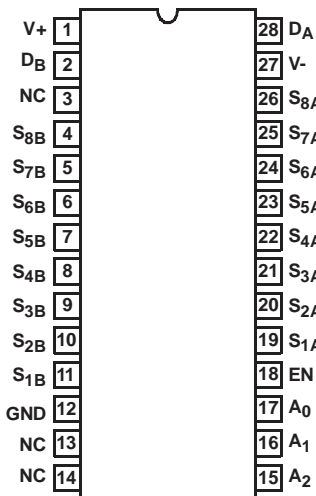 V+ 1 28 DA
DB 2 27 V-
NC 3 26 S8A
S8B 4 25 S7A
S7B 5 24 S6A
S6B 6 23 S5A
S5B 7 22 S4A
S4B 8 21 S3A
S3B 9 20 S2A
S2B 10 19 S1A
S1B 11 18 EN
GND 12 17 A0
NC 13 16 A1
NC 14 15 A2